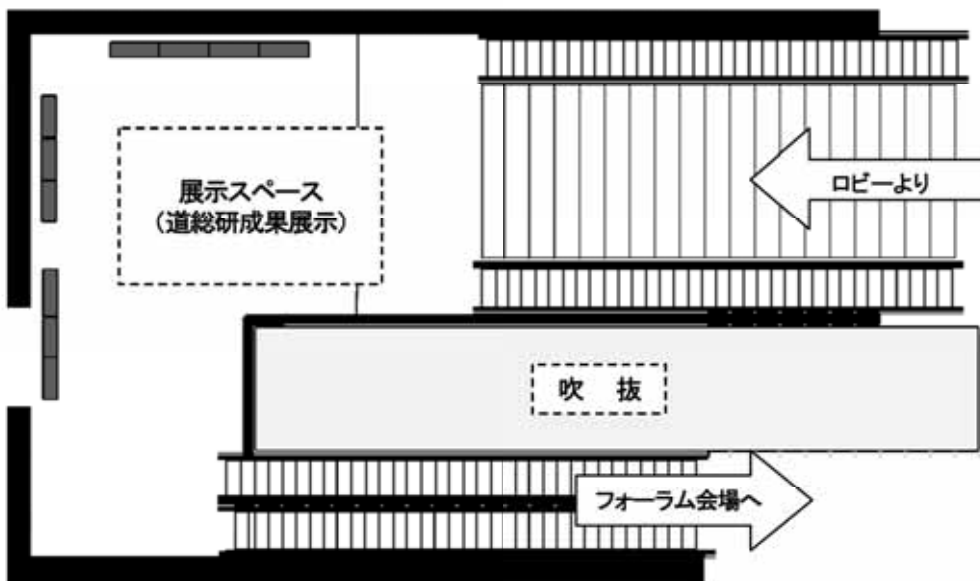 展示スペース
(道総研成果展示)
ロビーより
吹 抜
フォーラム会場へ